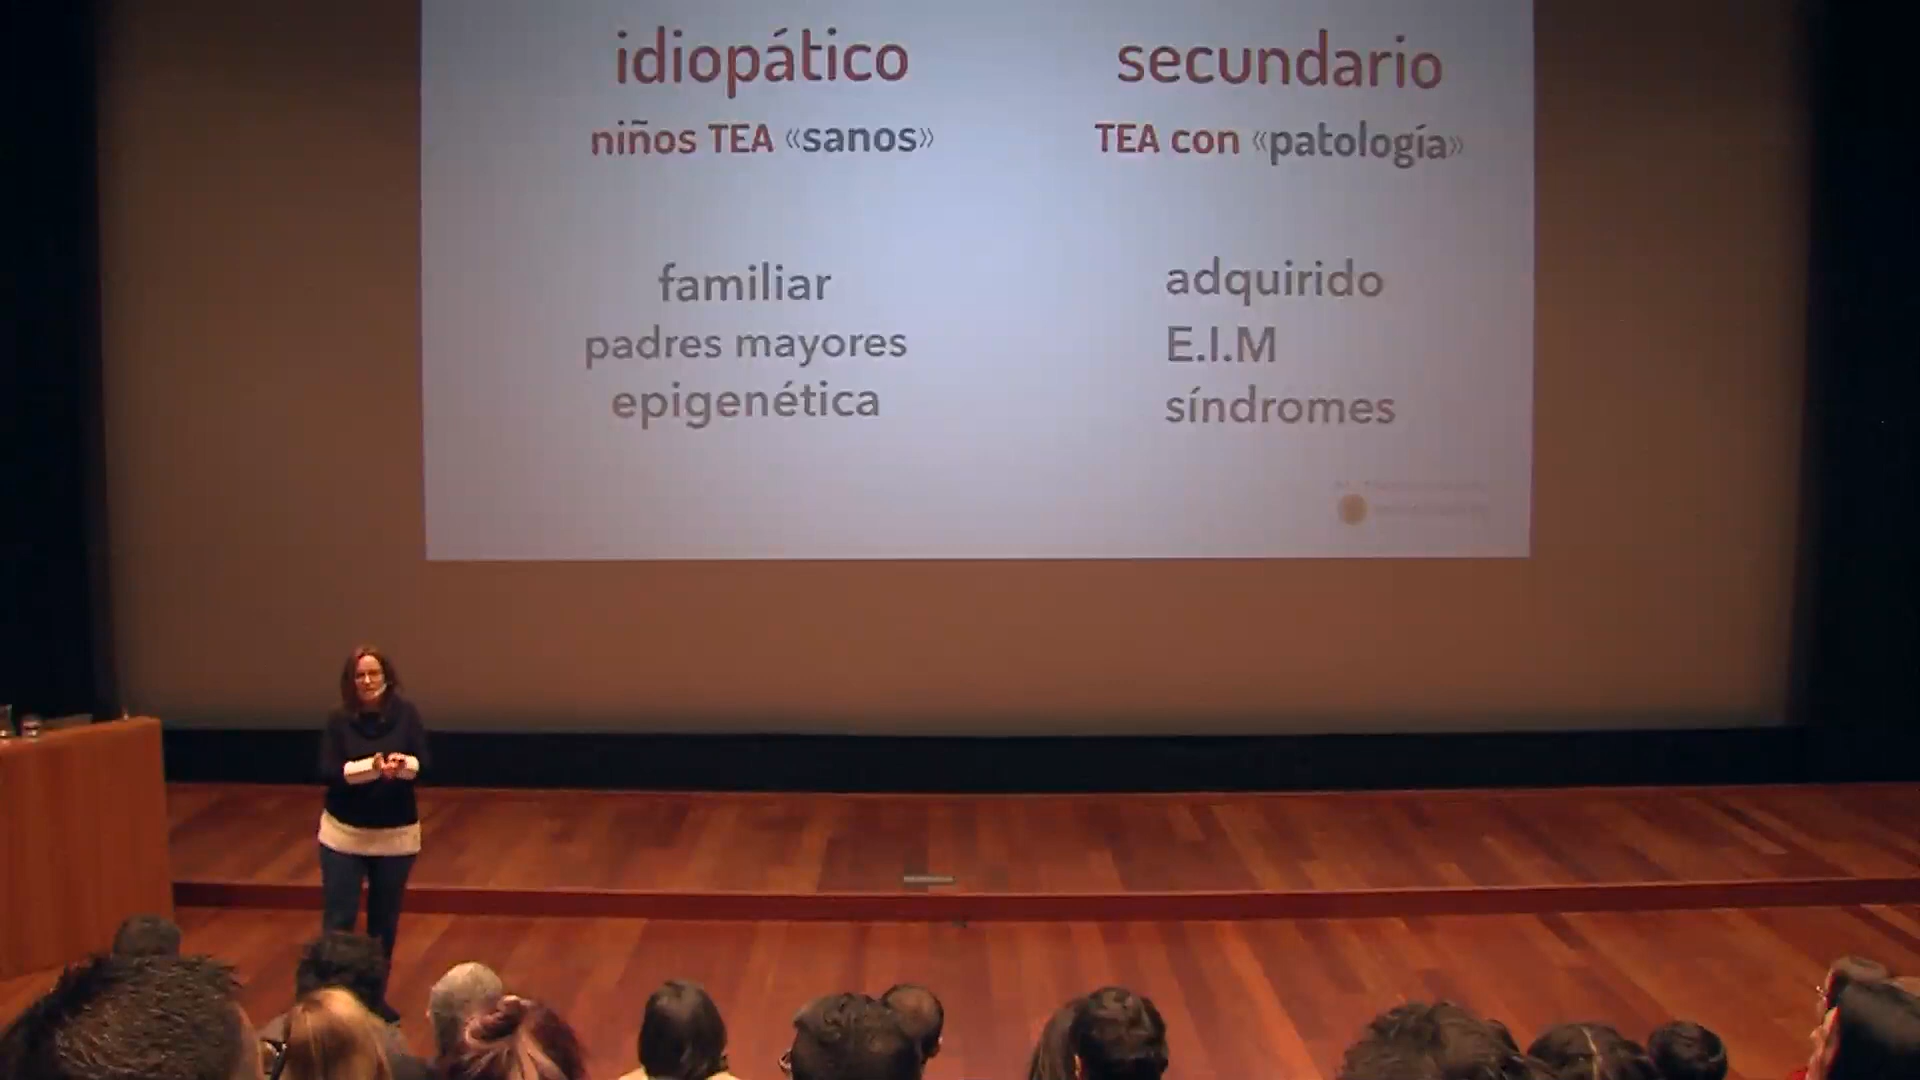 idiopático
niños TEA «sanos»
familiar
padres mayores
epigenética
secundario
TEA con «patología»
adquirido
E.I.M
síndromes